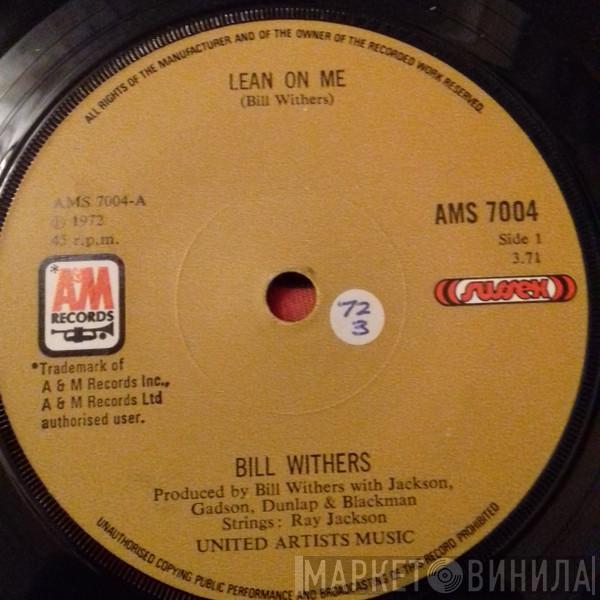 ALL RIGHTS OF THE MANUFACTURER AND OF THE OWNER OF THE RECORDED WORK RESERVED.
LEAN ON ME
(Bill Withers)
AMS 7004-A
Ⓟ 1972
45 r.p.m.
AMS 7004
Side 1
3.71
*A&M
RECORDS
sussex
'72
3
*Trademark of
A & M Records Inc.,
A & M Records Ltd
authorised user.
BILL WITHERS
Produced by Bill Withers with Jackson,
Gadson, Dunlap & Blackman
Strings: Ray Jackson
UNITED ARTISTS MUSIC
UNAUTHORISED COPYING PUBLIC PERFORMANCE AND BROADCASTING OF THIS RECORD PROHIBITED
МАРКЕТ ВИНИЛА!